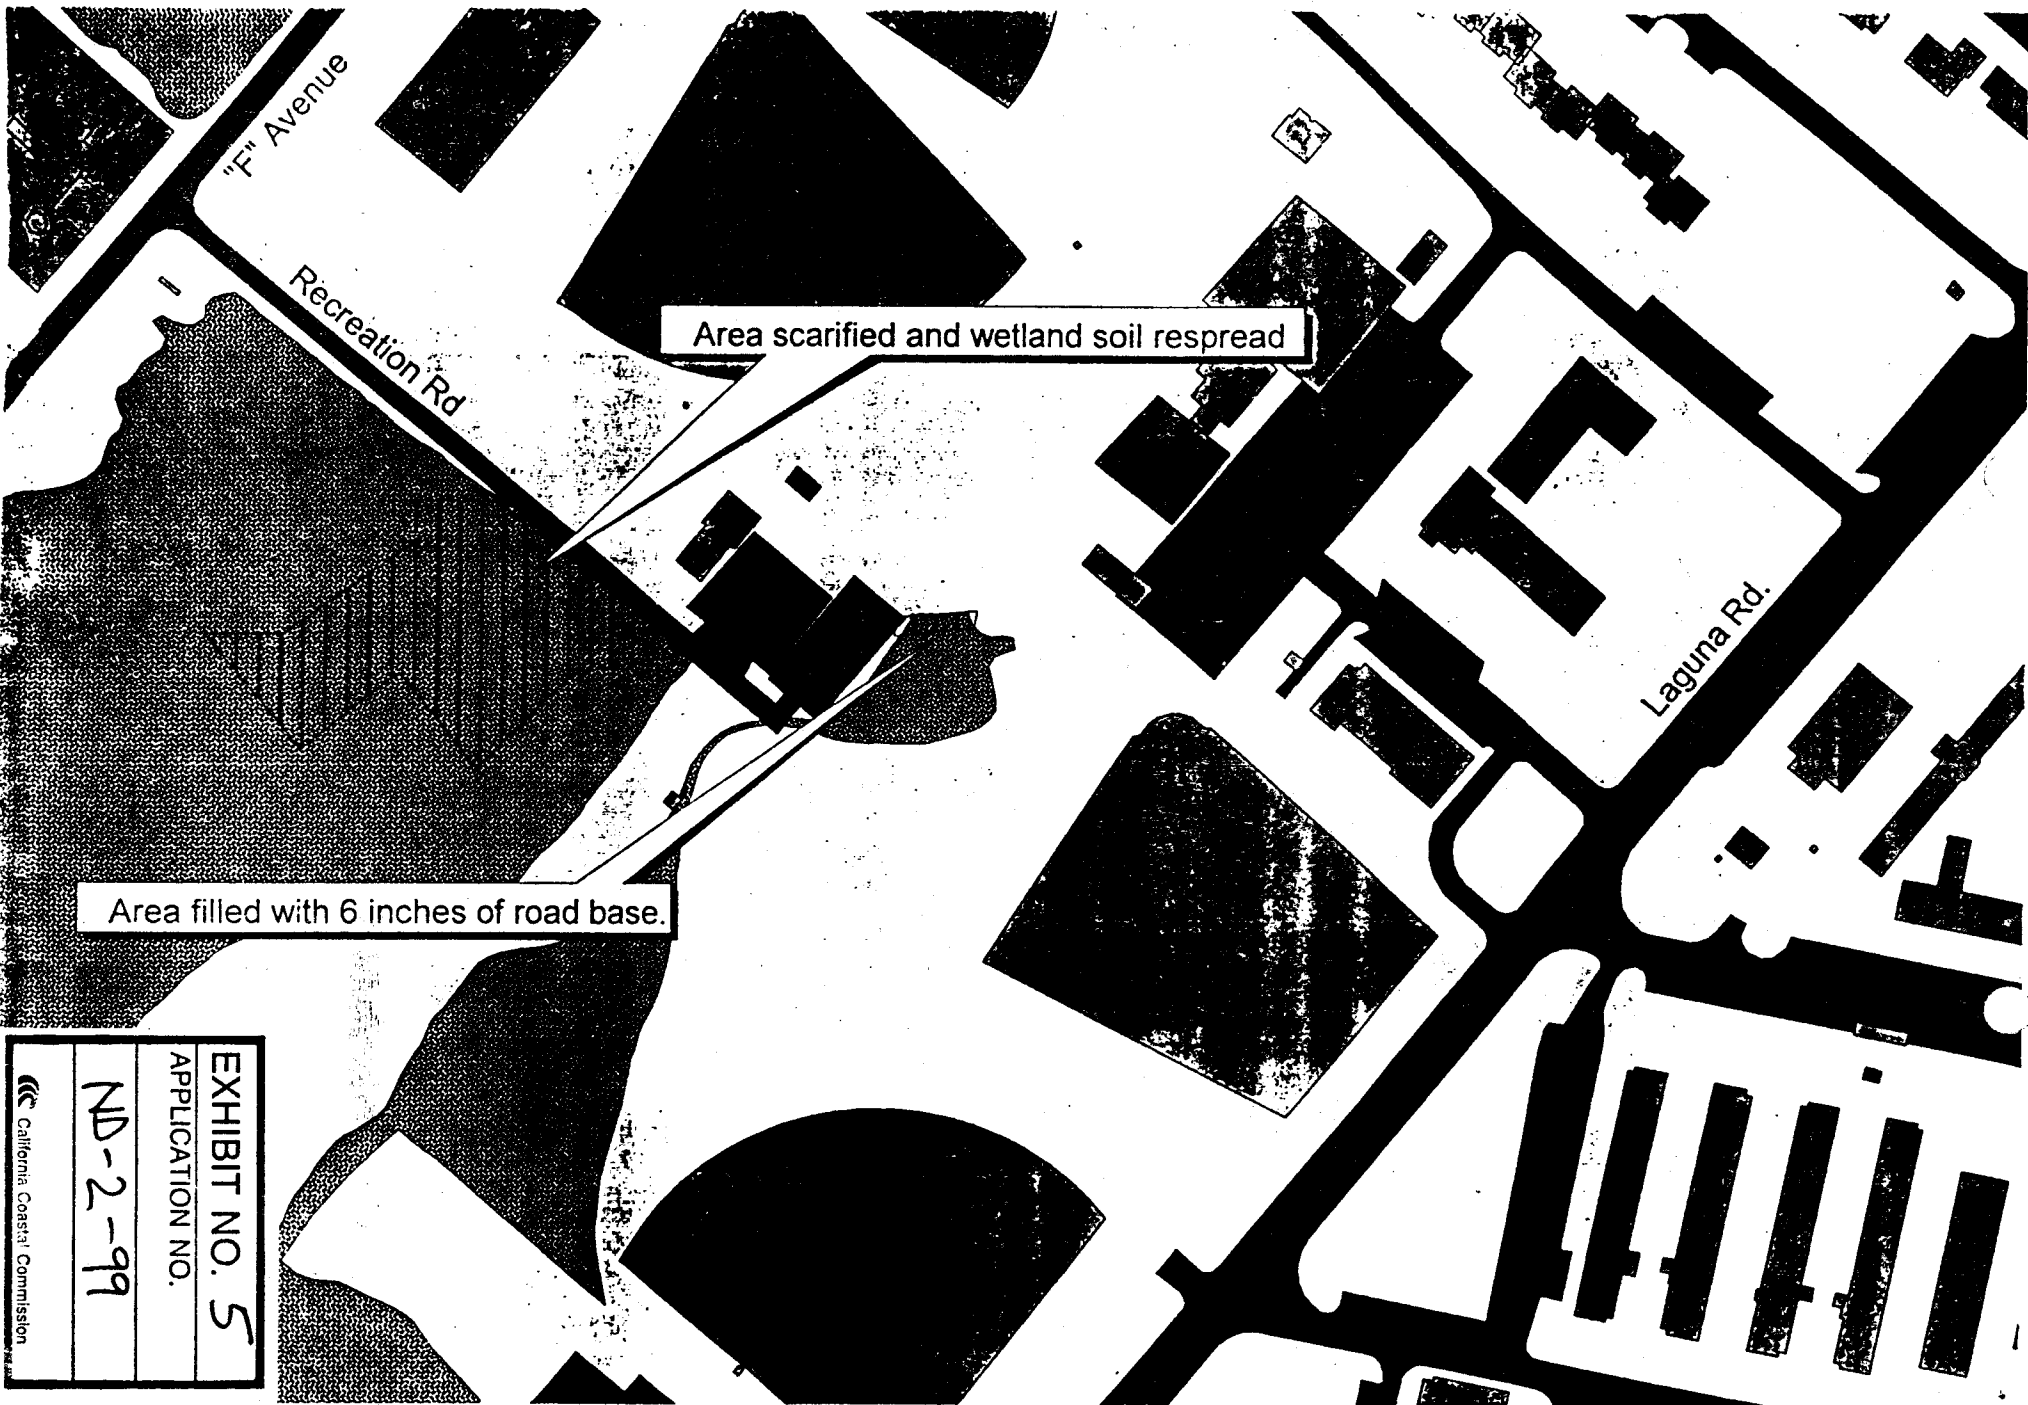 "F" Avenue
Recreation Rd
Area scarified and wetland soil respread
Laguna Rd.
Area filled with 6 inches of road base.
EXHIBIT NO. 5
APPLICATION NO.
ND-2-99
California Coastal Commission